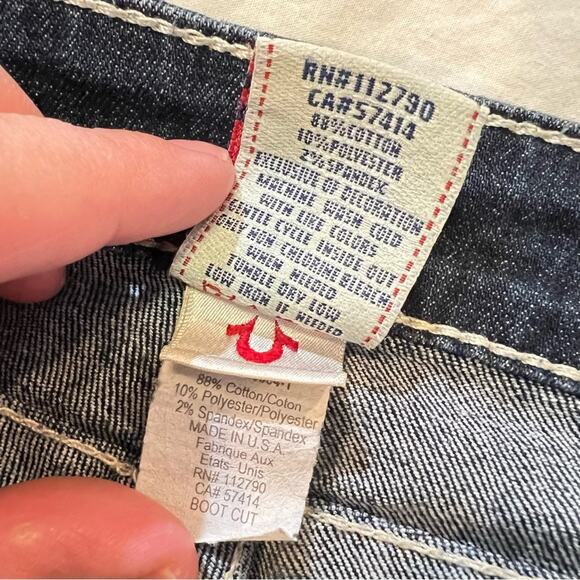 RN#112790
CA#57414
88%COTTON
10%POLYESTER
2%SPANDEX
EXCLUSIVE OF DECORATION
MACHINE WASH COLD
WITH LIKE COLORS
GENTLE CYCLE INSIDE OUT
NON CHLORINE BLEACH
WHEN NEEDED
TUMBLE DRY LOW
LOW IRON IF NEEDED
88% Cotton/Coton
10% Polyester/Polyester
2% Spandex/Spandex
MADE IN U.S.A.
Fabrique Aux
Etats- Unis
RN# 112790
CA# 57414
BOOT CUT